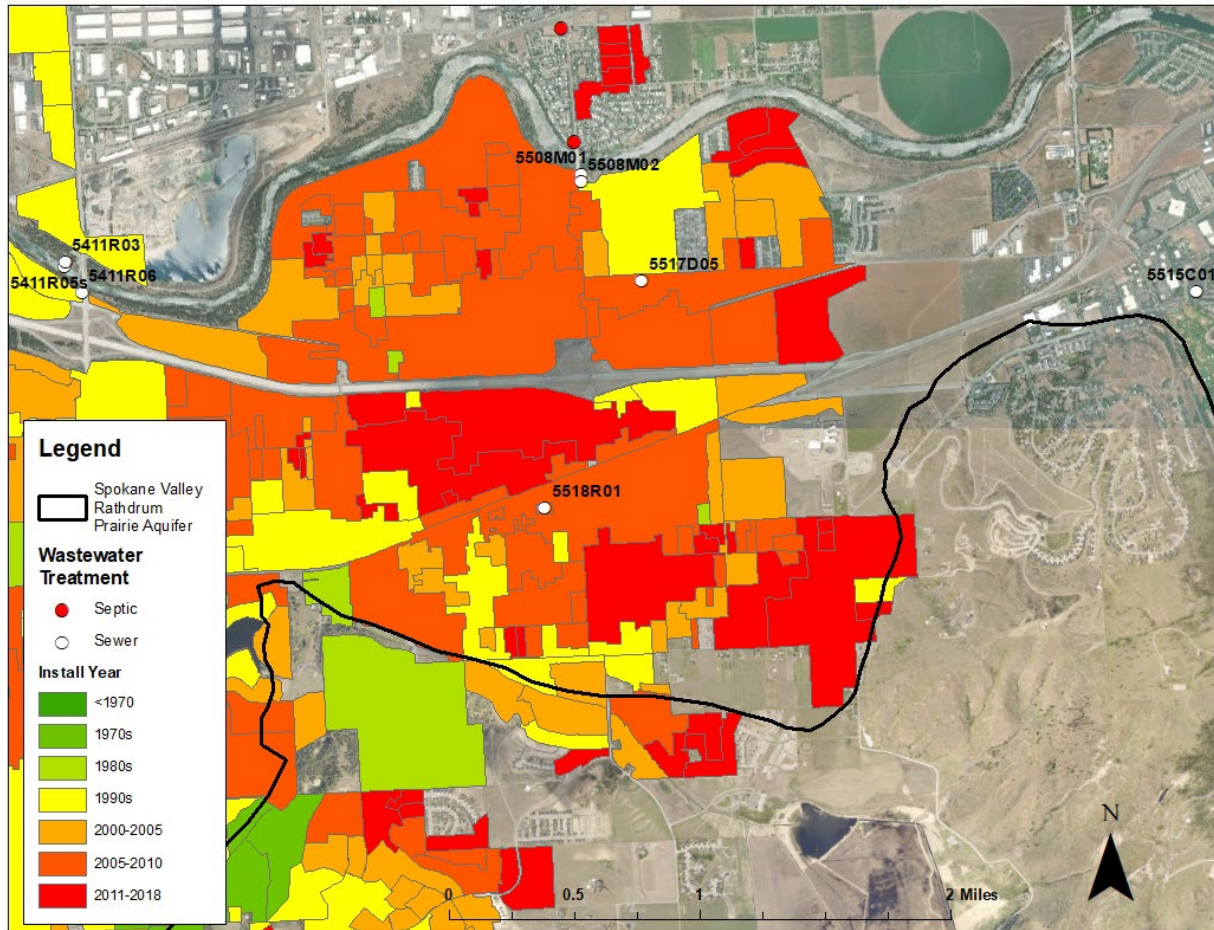 5508M01
5508M02
5411R03
5411R06
5411R05s
5517D05
5515C01
5518R01
Legend
Spokane Valley
Rathdrum
Prairie Aquifer
Wastewater
Treatment
Septic
Sewer
Install Year
<1970
1970s
1980s
1990s
2000-2005
2005-2010
2011-2018
N
0 0.5 1 2 Miles